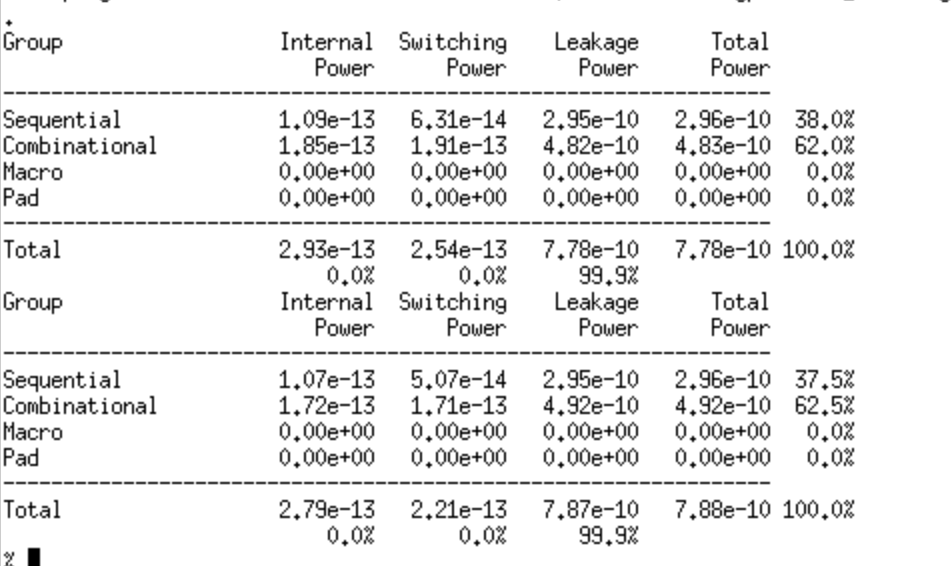 Group Internal Switching Leakage Total
Power Power Power Power
----------------------------------------------------------------
Sequential 1.09e-13 6.31e-14 2.95e-10 2.96e-10 38.0%
Combinational 1.85e-13 1.91e-13 4.82e-10 4.83e-10 62.0%
Macro 0.00e+00 0.00e+00 0.00e+00 0.00e+00 0.0%
Pad 0.00e+00 0.00e+00 0.00e+00 0.00e+00 0.0%
----------------------------------------------------------------
Total 2.93e-13 2.54e-13 7.78e-10 7.78e-10 100.0%
0.0% 0.0% 99.9%
Group Internal Switching Leakage Total
Power Power Power Power
----------------------------------------------------------------
Sequential 1.07e-13 5.07e-14 2.95e-10 2.96e-10 37.5%
Combinational 1.72e-13 1.71e-13 4.92e-10 4.92e-10 62.5%
Macro 0.00e+00 0.00e+00 0.00e+00 0.00e+00 0.0%
Pad 0.00e+00 0.00e+00 0.00e+00 0.00e+00 0.0%
----------------------------------------------------------------
Total 2.79e-13 2.21e-13 7.87e-10 7.88e-10 100.0%
0.0% 0.0% 99.9%
%